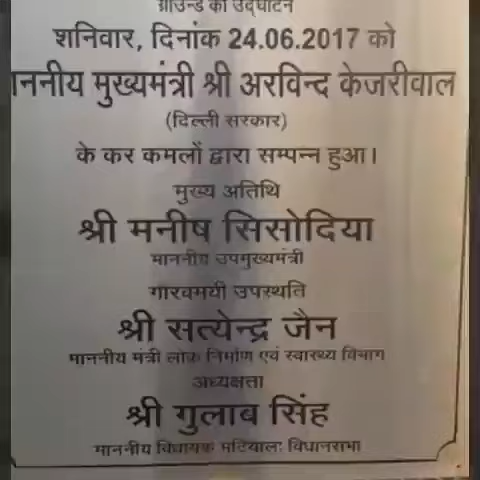 ग्राउन्ड का उद्घाटन
शनिवार, दिनांक 24.06.2017 को
माननीय मुख्यमंत्री श्री अरविन्द केजरीवाल
(दिल्ली सरकार)
के कर कमलों द्वारा सम्पन्न हुआ।
मुख्य अतिथि
श्री मनीष सिसोदिया
माननीय उपमुख्यमंत्री
गौरवमयी उपस्थति
श्री सत्येन्द्र जैन
माननीय मंत्री लोक निर्माण एवं स्वास्थ्य विभाग
अध्यक्षता
श्री गुलाब सिंह
माननीय विधायक मटियाला विधानसभा